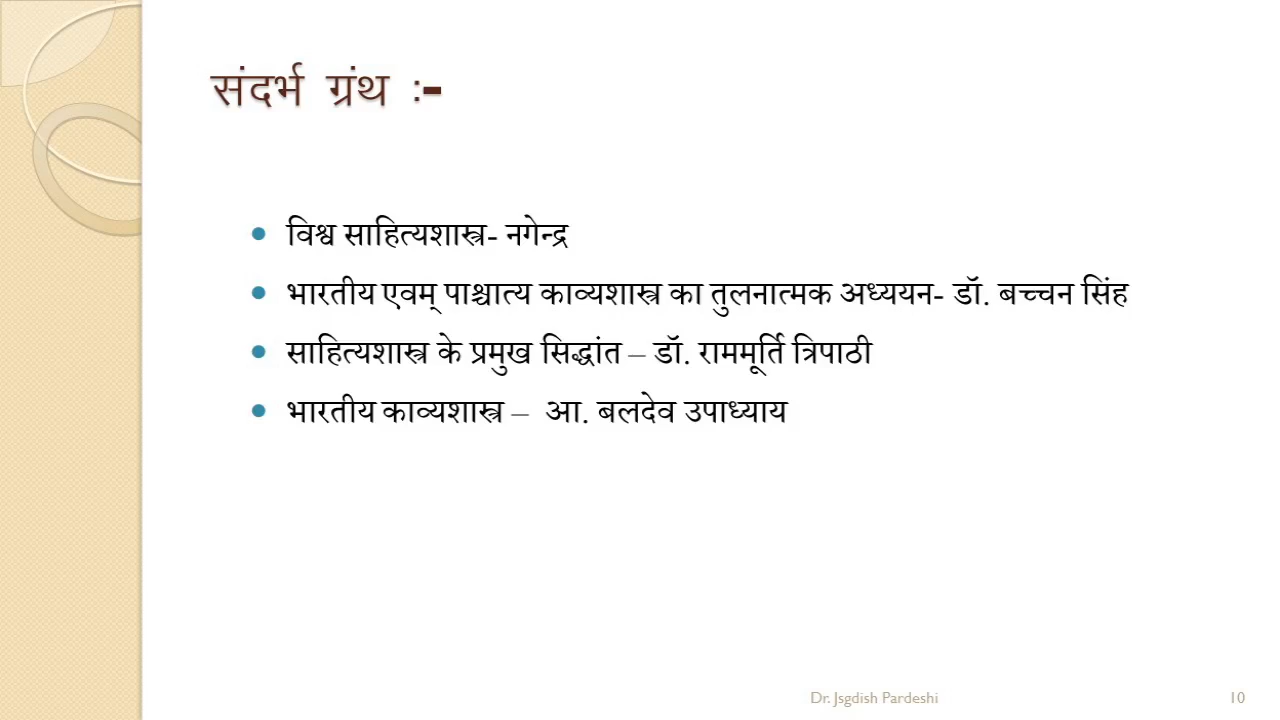 संदर्भ ग्रंथ :-
• विश्व साहित्यशास्त्र- नगेन्द्र
• भारतीय एवम् पाश्चात्य काव्यशास्त्र का तुलनात्मक अध्ययन- डॉ. बच्चन सिंह
• साहित्यशास्त्र के प्रमुख सिद्धांत – डॉ. राममूर्ति त्रिपाठी
• भारतीय काव्यशास्त्र – आ. बलदेव उपाध्याय
Dr. Jsgdish Pardeshi 10